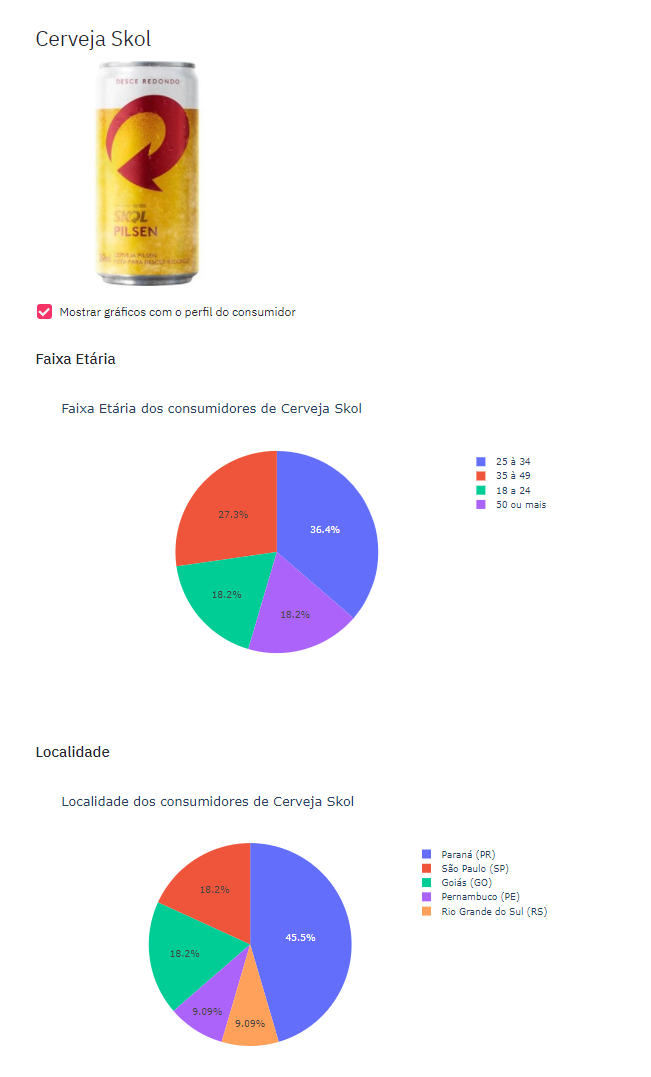 Cerveja Skol
DESCE REDONDO
SKOL
PILSEN
CERVEJA PILSEN
Mostrar gráficos com o perfil do consumidor
Faixa Etária
Faixa Etária dos consumidores de Cerveja Skol
25 à 34
35 à 49
18 a 24
50 ou mais
27.3%
36.4%
18.2%
18.2%
Localidade
Localidade dos consumidores de Cerveja Skol
Paraná (PR)
São Paulo (SP)
Goiás (GO)
Pernambuco (PE)
Rio Grande do Sul (RS)
18.2%
45.5%
18.2%
9.09%
9.09%